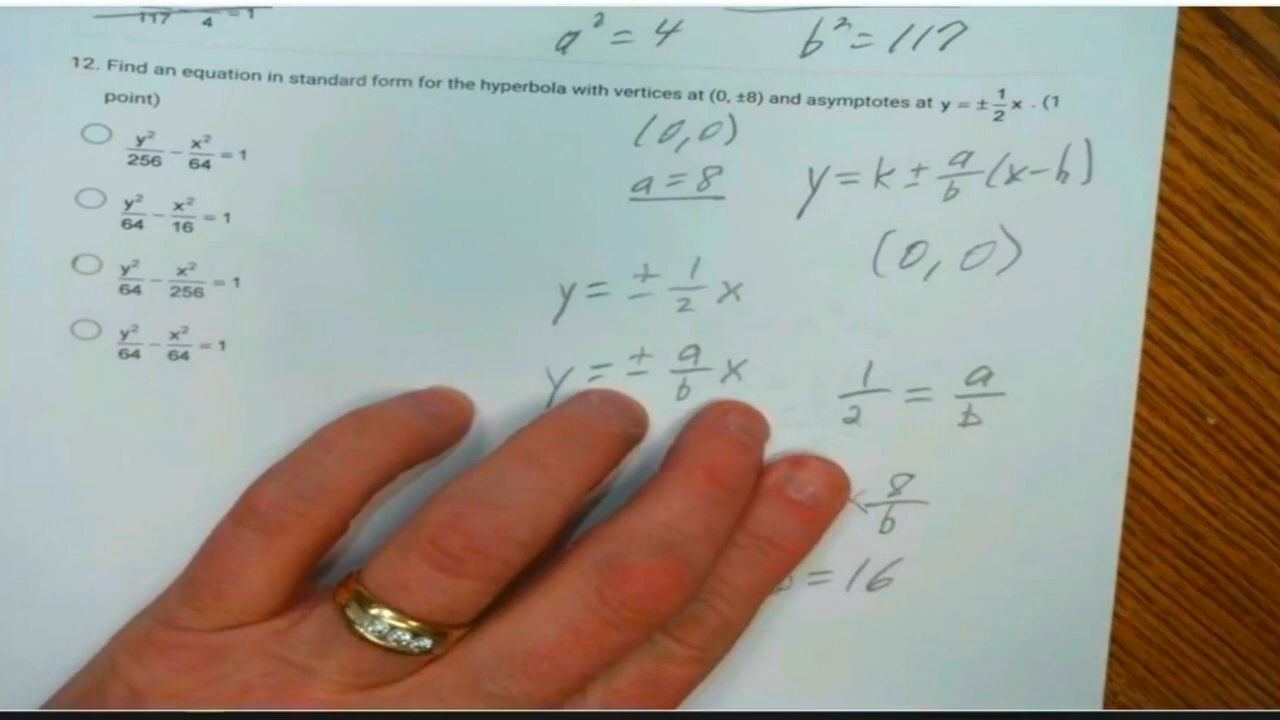 117 4 = 1
a² = 4 b² = 117
12. Find an equation in standard form for the hyperbola with vertices at (0, ±8) and asymptotes at y = ± 1/2 x . (1
point)
y²/256 − x²/64 = 1
y²/64 − x²/16 = 1
y²/64 − x²/256 = 1
y²/64 − x²/64 = 1
(0,0)
a = 8
y = k ± a/b (x-h)
(0,0)
y = ± 1/2 x
y = ± a/b x
1/2 = a/b
8/b
= 16